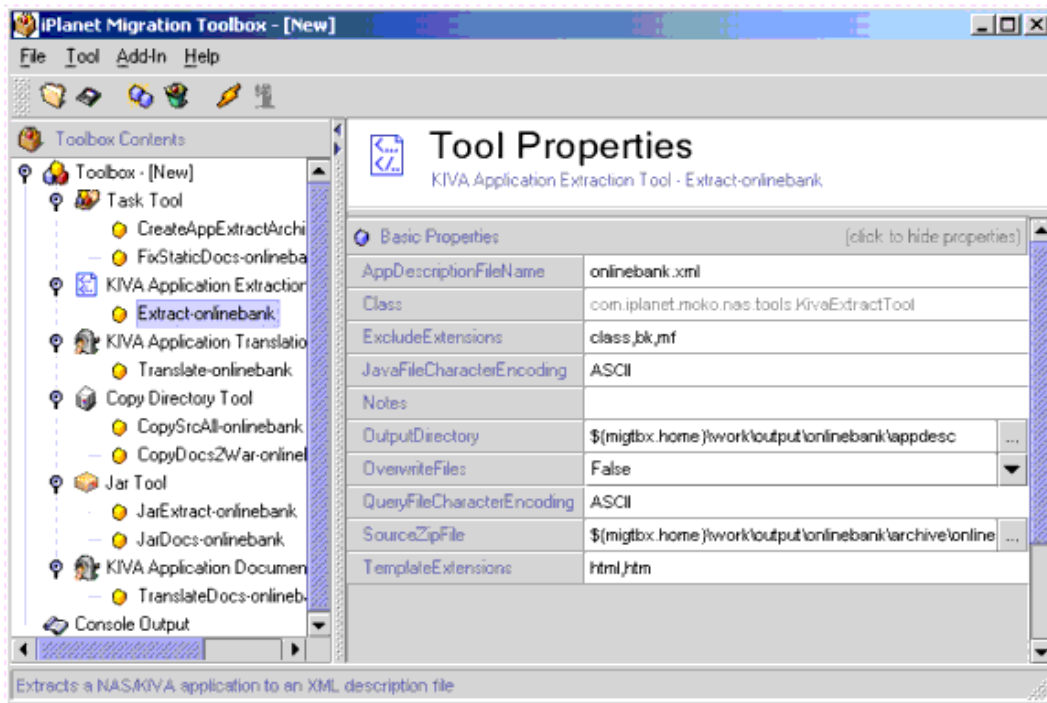 iPlanet Migration Toolbox - [New]
File Tool Add-In Help
Toolbox Contents
Toolbox - [New]
Task Tool
CreateAppExtractArchi
FixStaticDocs-onlineba
KIVA Application Extraction
Extract-onlinebank
KIVA Application Translatio
Translate-onlinebank
Copy Directory Tool
CopySrcAll-onlinebank
CopyDocs2War-onlinel
Jar Tool
JarExtract-onlinebank
JarDocs-onlinebank
KIVA Application Documen
TranslateDocs-onlineb
Console Output
Tool Properties
KIVA Application Extraction Tool - Extract-onlinebank
Basic Properties [click to hide properties]
AppDescriptionFileName onlinebank.xml
Class com.iplanet.moko.nas.tools.KivaExtractTool
ExcludeExtensions class,bk,mf
JavaFileCharacterEncoding ASCII
Notes
OutputDirectory $(migtbx.home)\work\output\onlinebank\appdesc ...
OverwriteFiles False
QueryFileCharacterEncoding ASCII
SourceZipFile $(migtbx.home)\work\output\onlinebank\archive\online ...
TemplateExtensions html,htm
Extracts a NAS/KIVA application to an XML description file